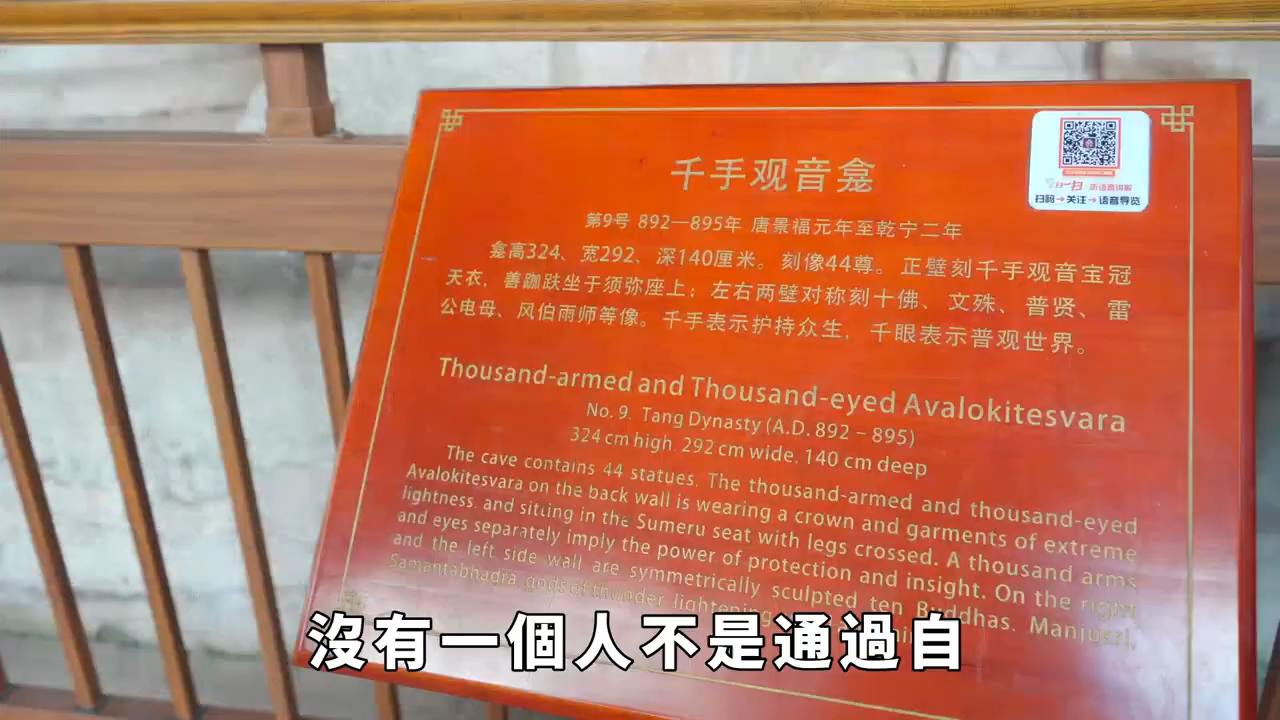 千手观音龛
扫一扫 听语音讲解
扫码→关注→语音导览
第9号 892—895年 唐景福元年至乾宁二年
龛高324、宽292、深140厘米。刻像44尊。正壁刻千手观音宝冠
天衣，善跏趺坐于须弥座上；左右两壁对称刻十佛、文殊、普贤、雷
公电母、风伯雨师等像。千手表示护持众生，千眼表示普观世界。
Thousand-armed and Thousand-eyed Avalokitesvara
No. 9. Tang Dynasty (A.D. 892 – 895)
324 cm high, 292 cm wide, 140 cm deep
The cave contains 44 statues. The thousand-armed and thousand-eyed
Avalokitesvara on the back wall is wearing a crown and garments of extreme
lightness, and sitting in the Sumeru seat with legs crossed. A thousand arms
and eyes separately imply the power of protection and insight. On the right
and the left side wall are symmetrically sculpted ten Buddhas. Manjusri,
Samantabhadra, gods of thunder, lightening
沒有一個人不是通過自